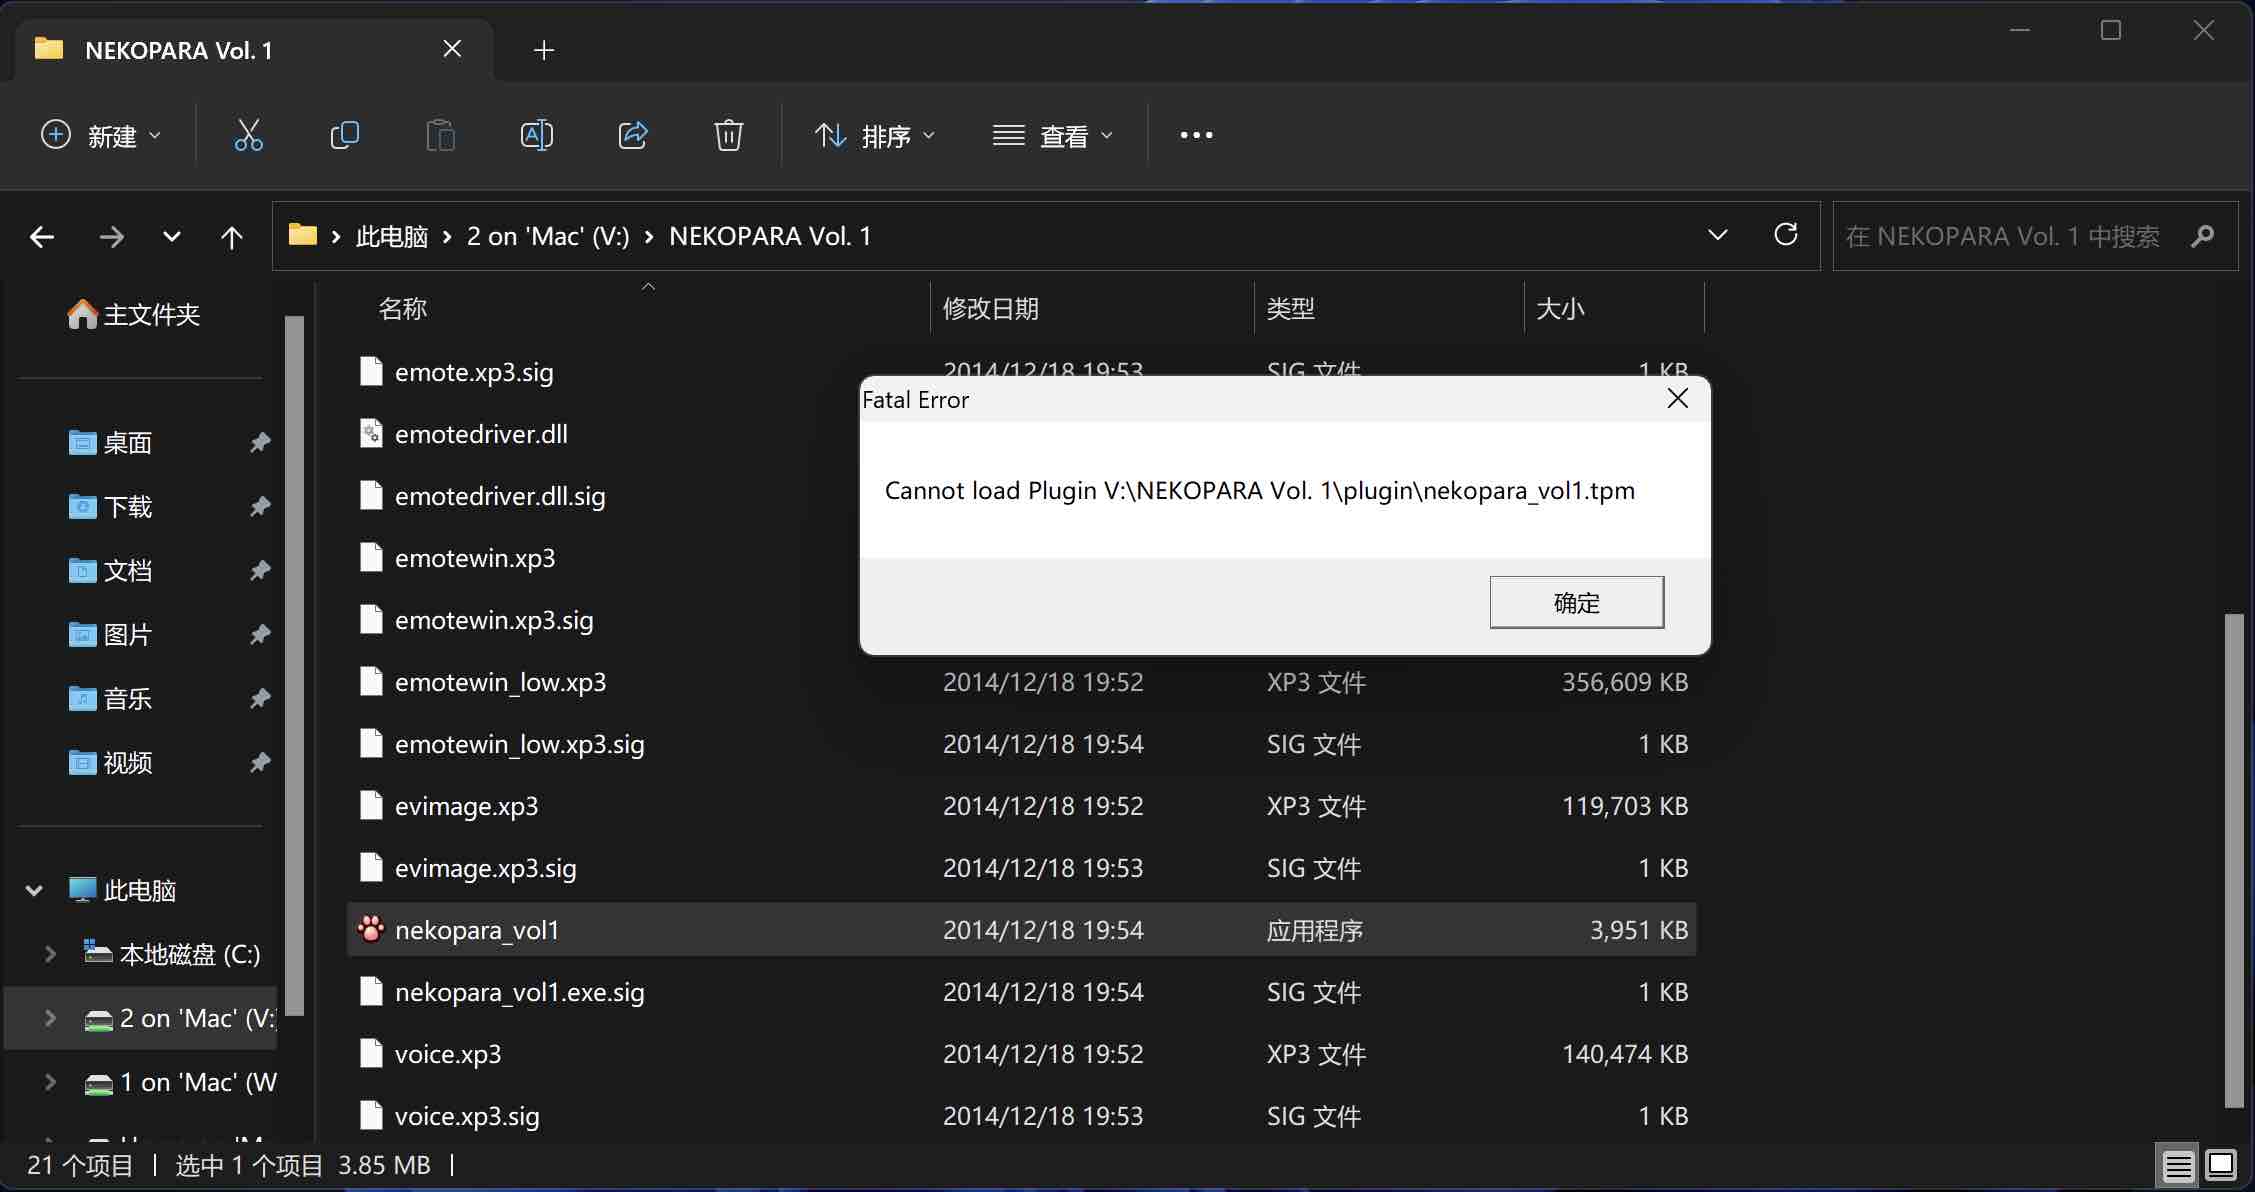 NEKOPARA Vol. 1
新建
排序
查看
此电脑
2 on 'Mac' (V:)
NEKOPARA Vol. 1
在 NEKOPARA Vol. 1 中搜索
主文件夹
桌面
下载
文档
图片
音乐
视频
此电脑
本地磁盘 (C:)
2 on 'Mac' (V:
1 on 'Mac' (W
名称 修改日期 类型 大小
emote.xp3.sig 2014/12/18 19:53 SIG 文件 1 KB
emotedriver.dll
emotedriver.dll.sig
emotewin.xp3
emotewin.xp3.sig
emotewin_low.xp3 2014/12/18 19:52 XP3 文件 356,609 KB
emotewin_low.xp3.sig 2014/12/18 19:54 SIG 文件 1 KB
evimage.xp3 2014/12/18 19:52 XP3 文件 119,703 KB
evimage.xp3.sig 2014/12/18 19:53 SIG 文件 1 KB
nekopara_vol1 2014/12/18 19:54 应用程序 3,951 KB
nekopara_vol1.exe.sig 2014/12/18 19:54 SIG 文件 1 KB
voice.xp3 2014/12/18 19:52 XP3 文件 140,474 KB
voice.xp3.sig 2014/12/18 19:53 SIG 文件 1 KB
Fatal Error
Cannot load Plugin V:\NEKOPARA Vol. 1\plugin\nekopara_vol1.tpm
确定
21 个项目 选中 1 个项目 3.85 MB